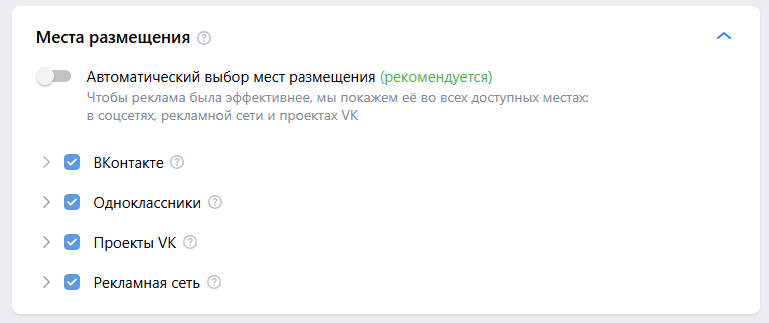 Места размещения ?
Автоматический выбор мест размещения (рекомендуется)
Чтобы реклама была эффективнее, мы покажем её во всех доступных местах:
в соцсетях, рекламной сети и проектах VK
ВКонтакте ?
Одноклассники ?
Проекты VK ?
Рекламная сеть ?